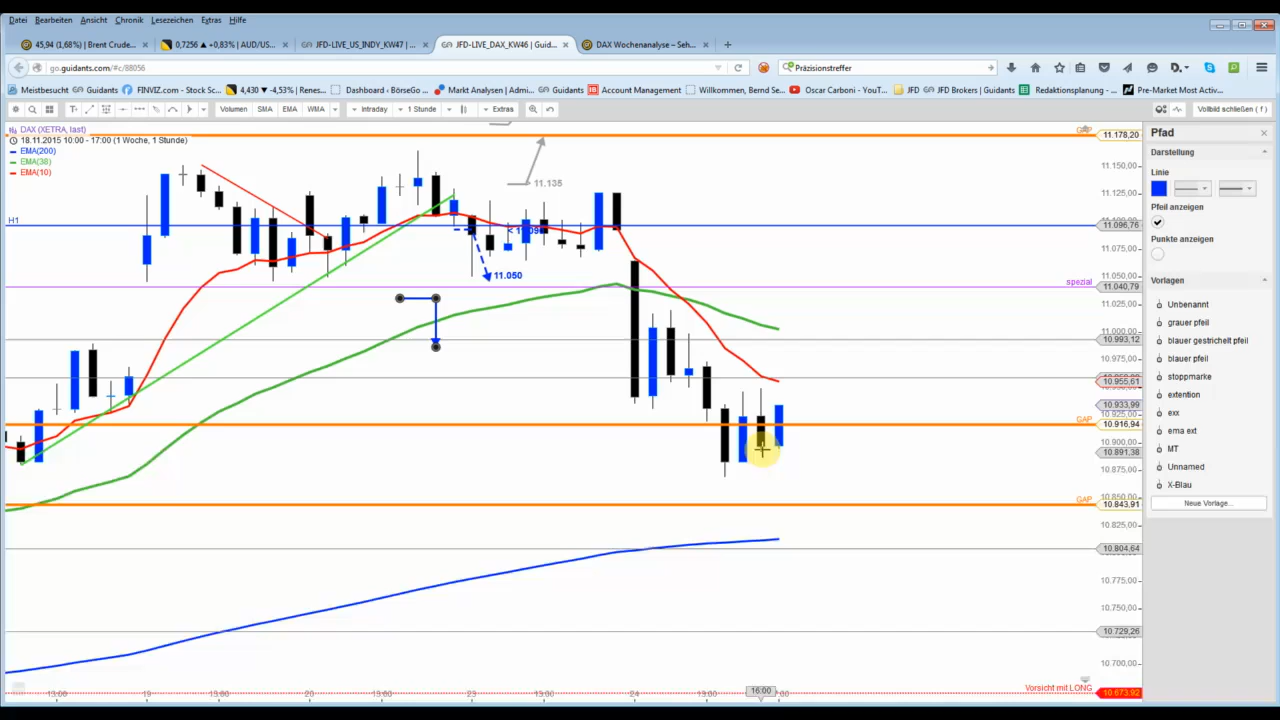 Datei Bearbeiten Ansicht Chronik Lesezeichen Extras Hilfe
45,94 (1,68%) | Brent Crude... 0,7256 ▲ +0,83% | AUD/US... JFD-LIVE_US_INDY_KW47 | ... JFD-LIVE_DAX_KW46 | Guid... DAX Wochenanalyse – Seh...
go.guidants.com/#c/88056 Präzisionstreffer
Meistbesucht Guidants FINVIZ.com - Stock Sc... 4,430 ▼ -4,53% | Renes... Dashboard ‹ BörseGo ... Markt Analysen | Admi... Guidants Account Management Willkommen, Bernd Se... Oscar Carboni - YouT... JFD JFD Brokers | Guidants Redaktionsplanung - ... Pre-Market Most Activ...
Volumen SMA EMA WMA Intraday 1 Stunde Extras Vollbild schließen ( f )
DAX (XETRA, last)
18.11.2015 10:00 - 17:00 (1 Woche, 1 Stunde)
EMA(200)
EMA(38)
EMA(10)
GAP
11.178,20
11.150,00
11.135
11.125,00
H1
11.096,76
11.075,00
11.050
11.050,00
spezial
11.040,79
11.025,00
11.000,00
10.993,12
10.975,00
10.955,61
10.933,99
10.925,00
GAP
10.916,94
10.900,00
10.891,38
10.875,00
10.850,00
GAP
10.843,91
10.825,00
10.804,64
10.775,00
10.750,00
10.729,26
10.700,00
Vorsicht mit LONG
10.673,92
19 20 23 24 16:00
Pfad
Darstellung
Linie
Pfeil anzeigen
Punkte anzeigen
Vorlagen
Unbenannt
grauer pfeil
blauer gestrichelt pfeil
blauer pfeil
stoppmarke
extention
exx
ema ext
MT
Unnamed
X-Blau
Neue Vorlage...